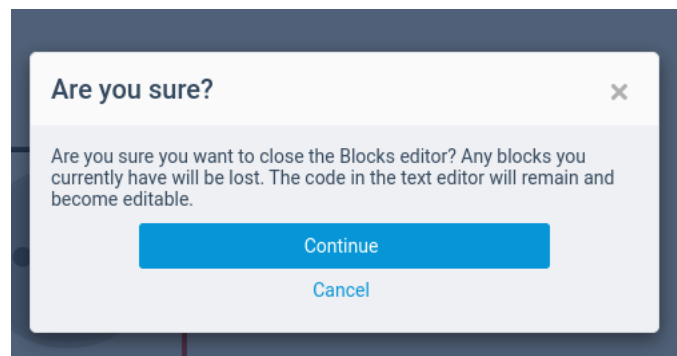 Are you sure?
Are you sure you want to close the Blocks editor? Any blocks you
currently have will be lost. The code in the text editor will remain and
become editable.
Continue
Cancel